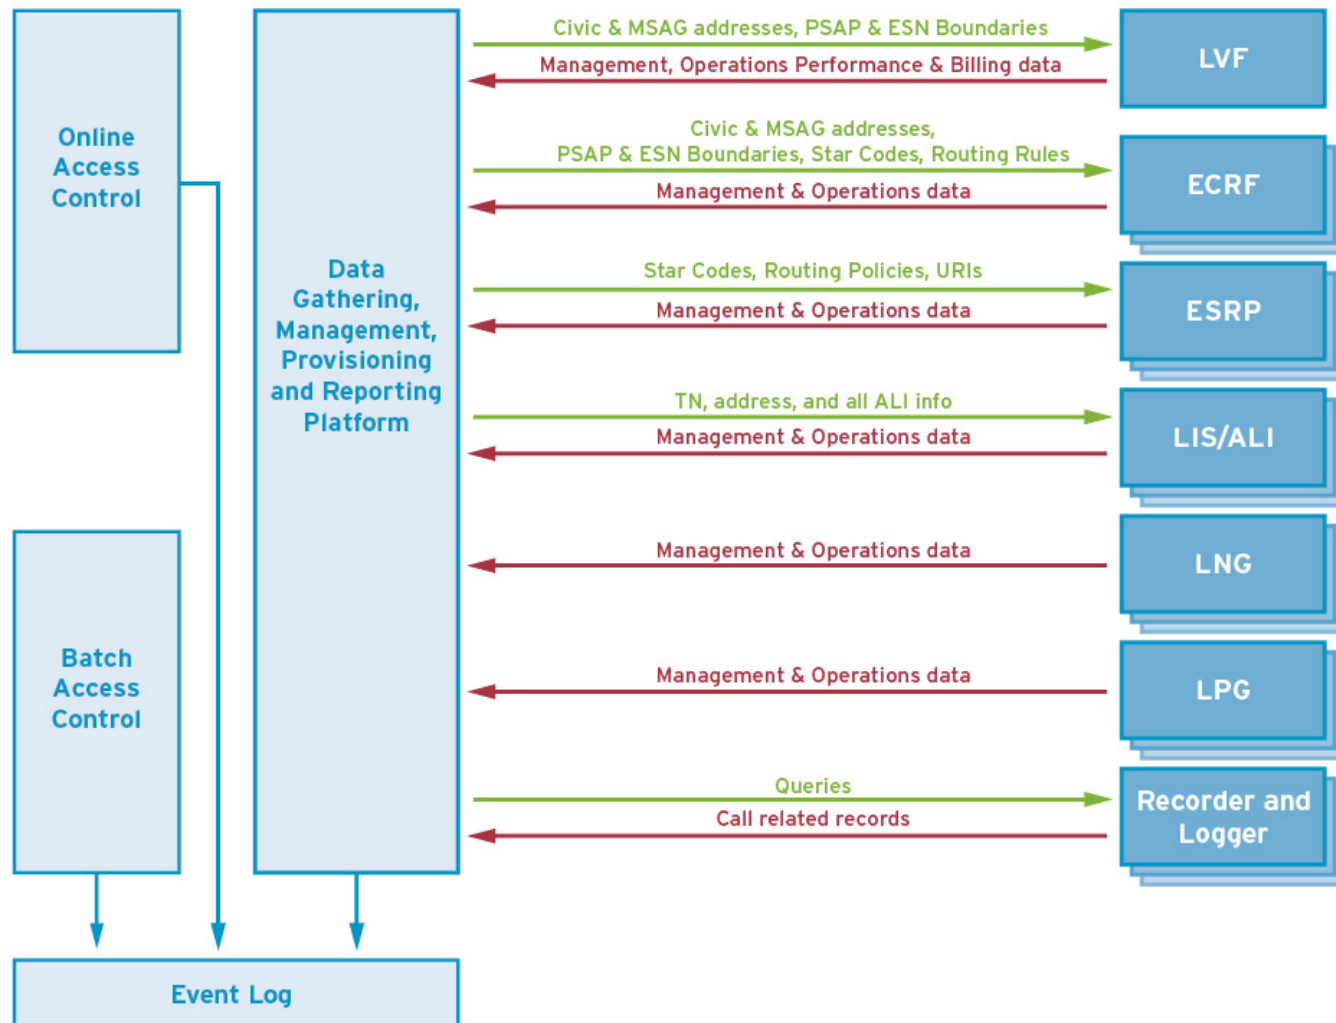 Online
Access
Control
Batch
Access
Control
Data
Gathering,
Management,
Provisioning
and Reporting
Platform
Event Log
Civic & MSAG addresses, PSAP & ESN Boundaries
Management, Operations Performance & Billing data
LVF
Civic & MSAG addresses,
PSAP & ESN Boundaries, Star Codes, Routing Rules
Management & Operations data
ECRF
Star Codes, Routing Policies, URIs
Management & Operations data
ESRP
TN, address, and all ALI info
Management & Operations data
LIS/ALI
Management & Operations data
LNG
Management & Operations data
LPG
Queries
Call related records
Recorder and
Logger